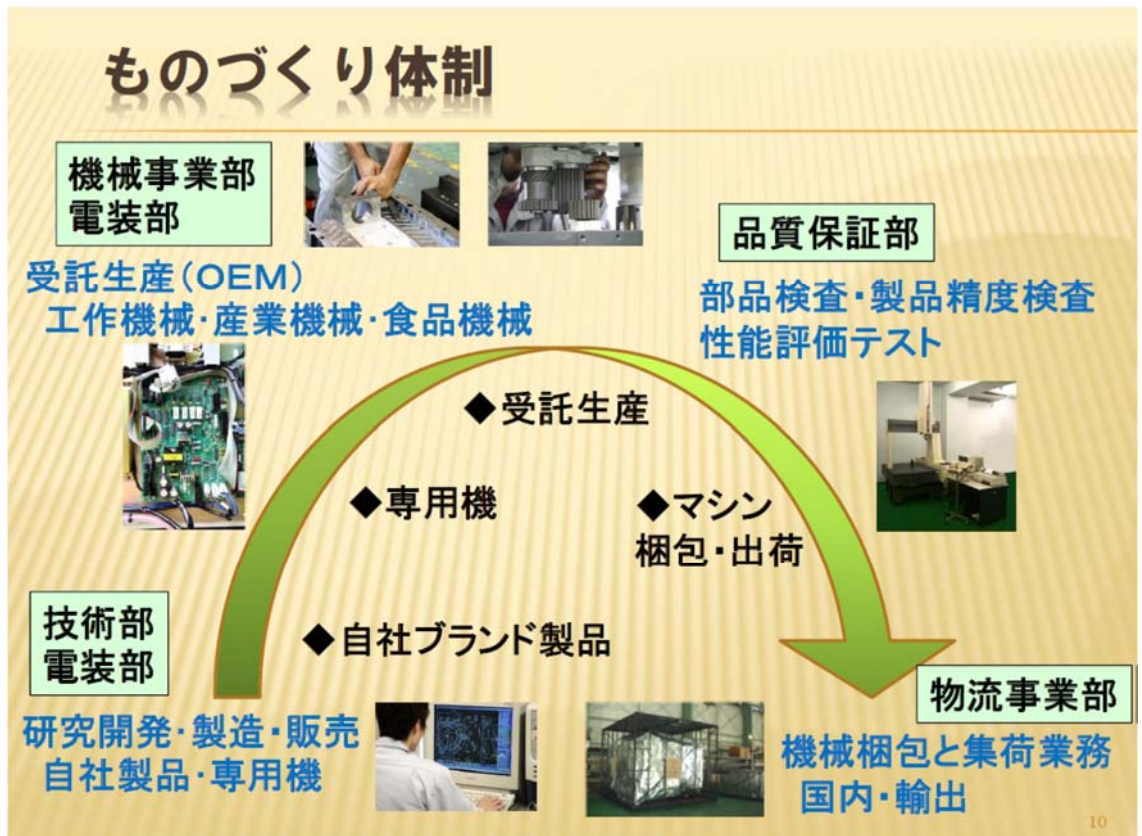 ものづくり体制
機械事業部
電装部
受託生産(OEM)
工作機械・産業機械・食品機械
品質保証部
部品検査・製品精度検査
性能評価テスト
◆受託生産
◆専用機
◆マシン
梱包・出荷
◆自社ブランド製品
技術部
電装部
研究開発・製造・販売
自社製品・専用機
物流事業部
機械梱包と集荷業務
国内・輸出
10